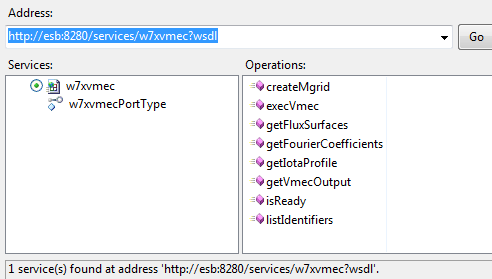 Address:
http://esb:8280/services/w7xvmec?wsdl
Go
Services:
Operations:
w7xvmec
w7xvmecPortType
createMgrid
execVmec
getFluxSurfaces
getFourierCoefficients
getIotaProfile
getVmecOutput
isReady
listIdentifiers
1 service(s) found at address 'http://esb:8280/services/w7xvmec?wsdl'.